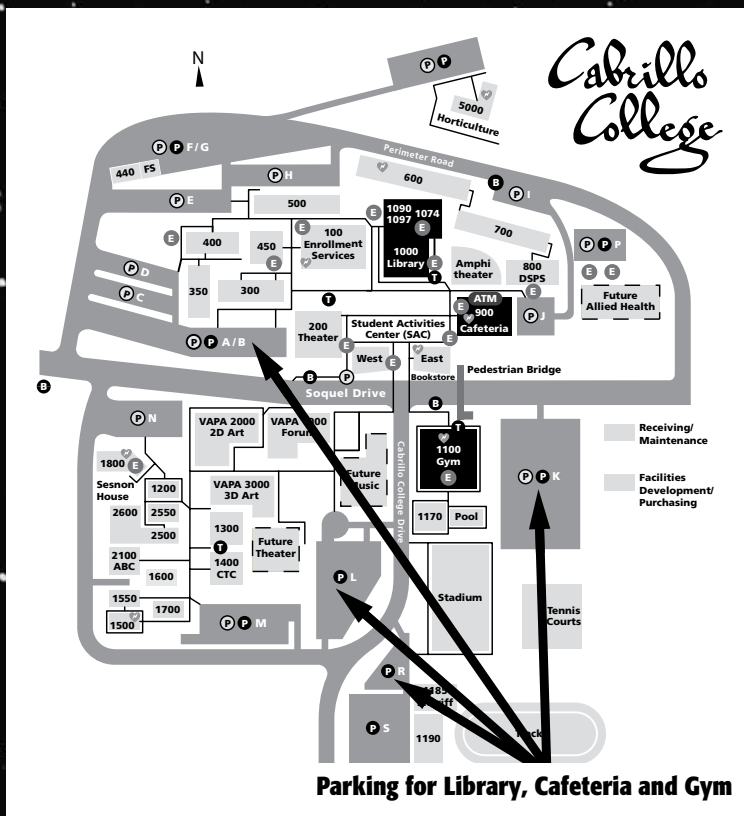 Cabrillo
College
N
P P
5000
Horticulture
P P F/G
Perimeter Road
440 FS
P H
600
B
P I
P E
500
1090 1074
1097
E
E
700
P P P
E
400
450
E
E
100
Enrollment
Services
1000
Library
E
T
Amphi
theater
800
DSPS
E
E E
P D
P C
350
300
Future
Allied Health
T
ATM
E
900
Cafeteria
P J
200
Theater
Student Activities
Center (SAC)
E
E
P P A/B
West
E
East
Bookstore
Pedestrian Bridge
B
B
P
Soquel Drive
B
P N
VAPA 2000
2D Art
VAPA
Forum
T
1100
Gym
E
Cabrillo College Drive
Receiving/
Maintenance
1800
E
Sesnon
House
1200
VAPA 3000
3D Art
Future
Music
P P K
Facilities
Development/
Purchasing
2600
2550
2500
1300
Future
Theater
1170
Pool
T
2100
ABC
1400
CTC
1600
P L
1550
1700
1500
Stadium
Tennis
Courts
P P M
P R
P S
1190
Parking for Library, Cafeteria and Gym